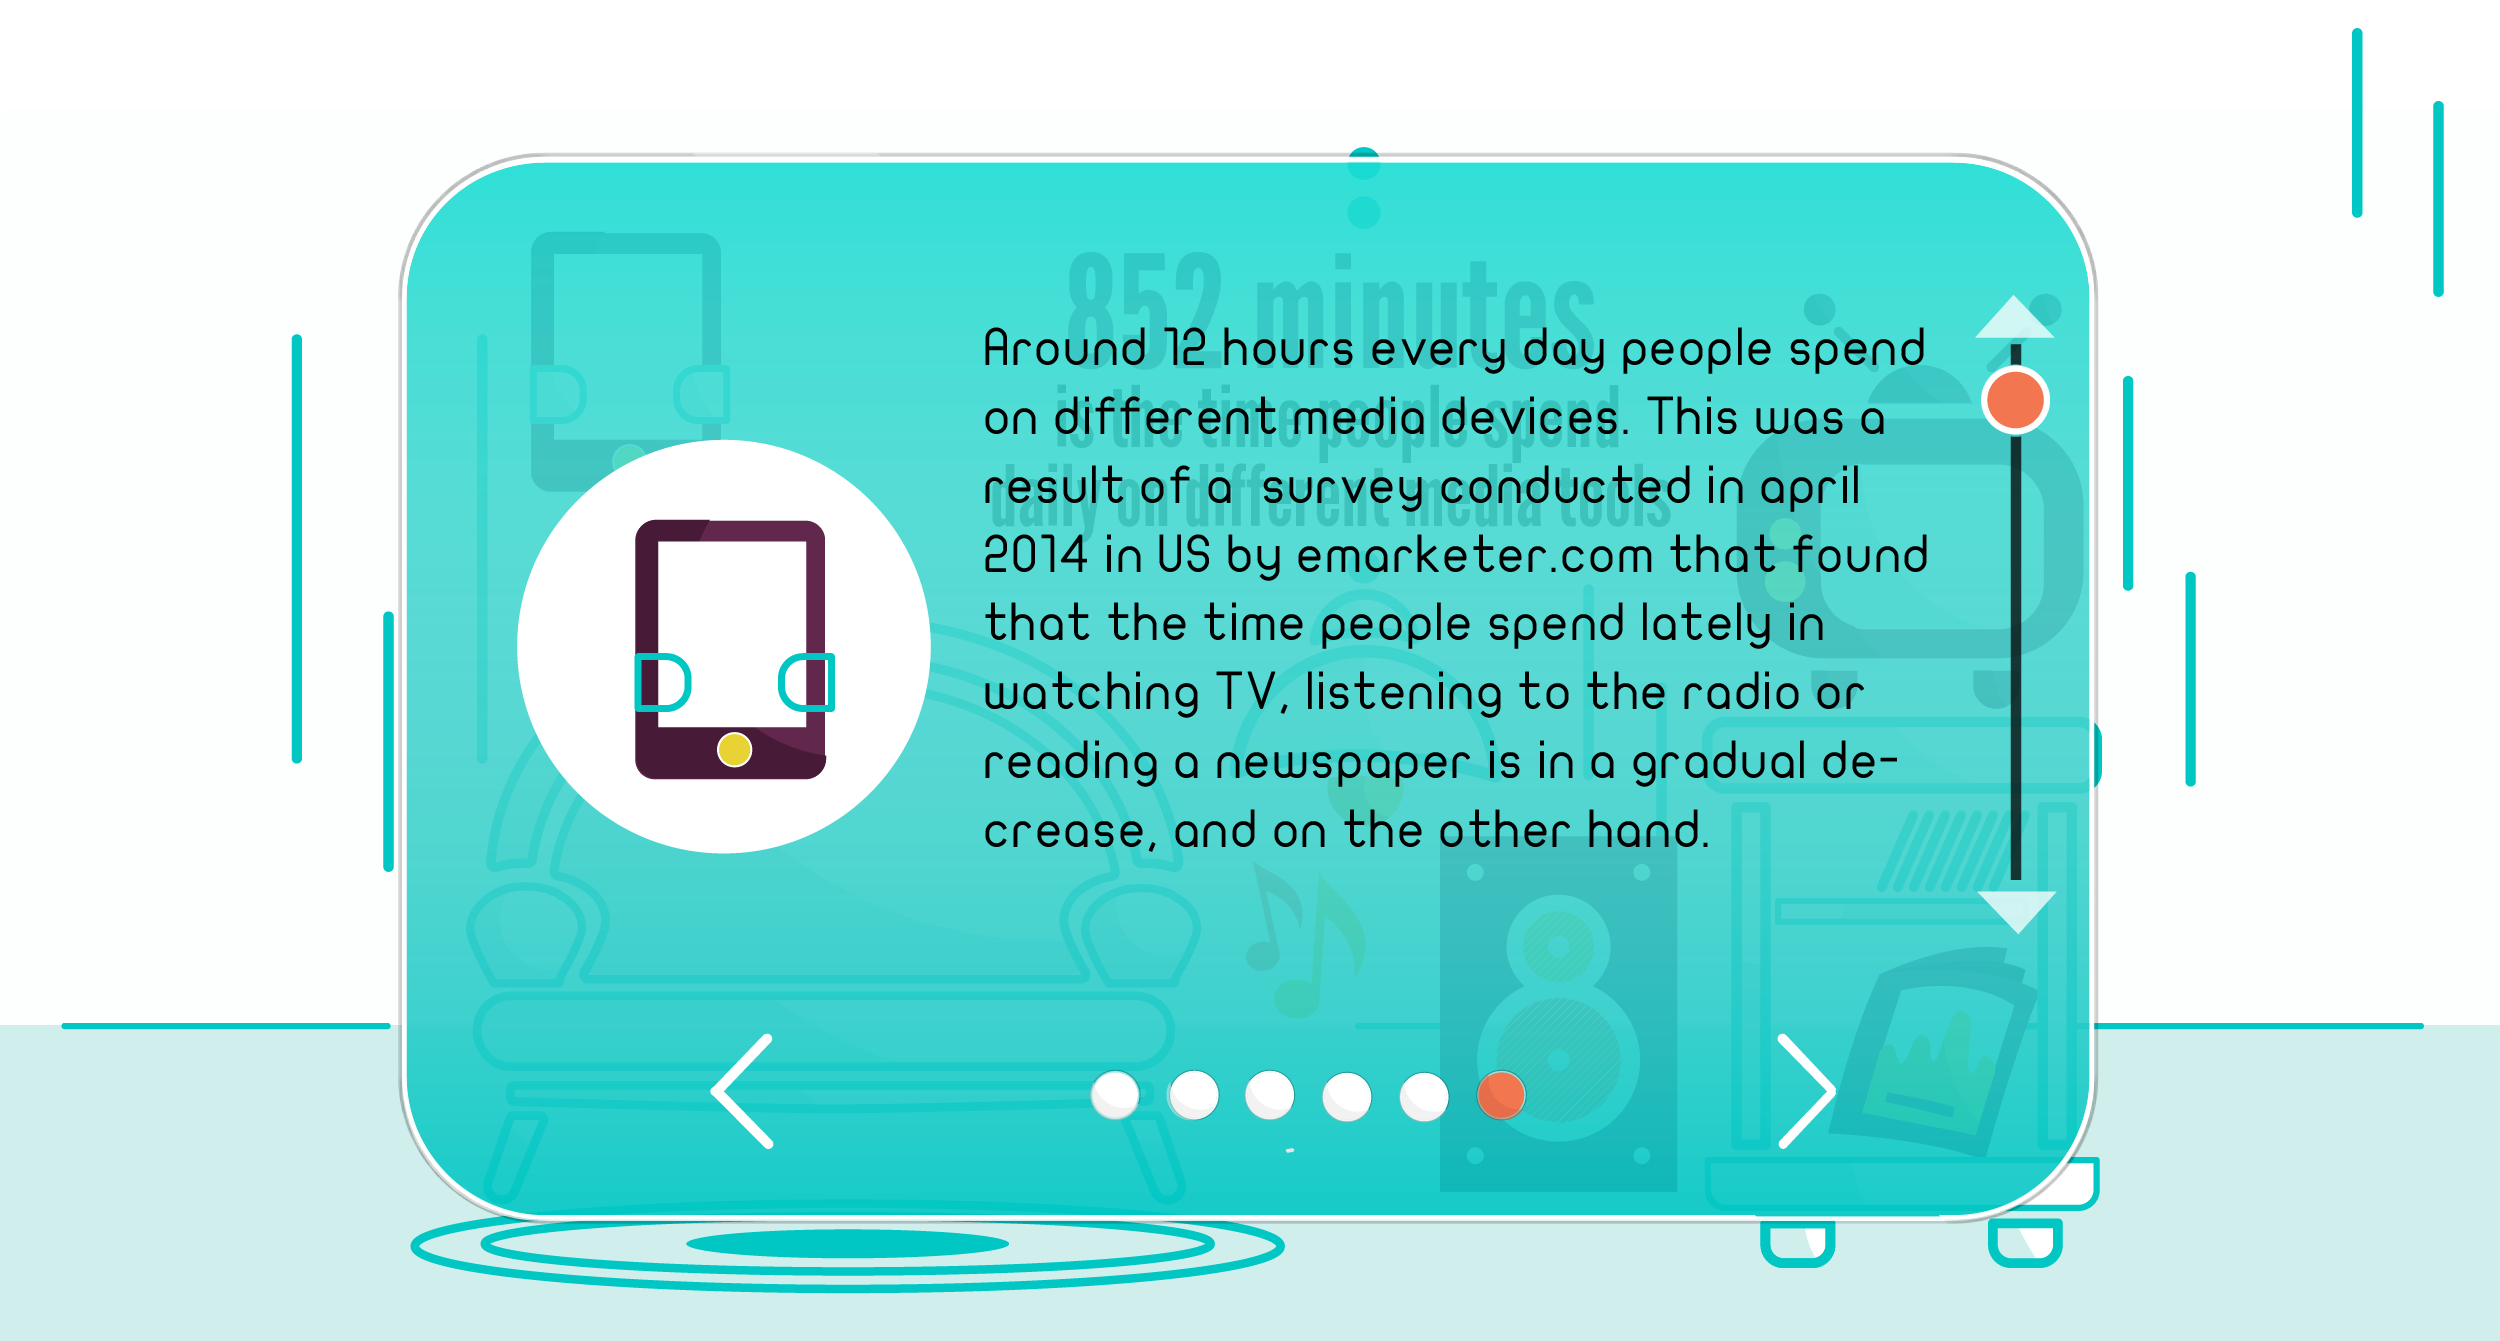 852 minutes
is the time people spend
daily on different media tools
Around 12 hours every day people spend
on different media devices. This was a
result of a survey conducted in april
2014 in US by emarketer.com that found
that the time people spend lately in
watching TV, listening to the radio or
reading a newspaper is in a gradual de-
crease, and on the other hand.